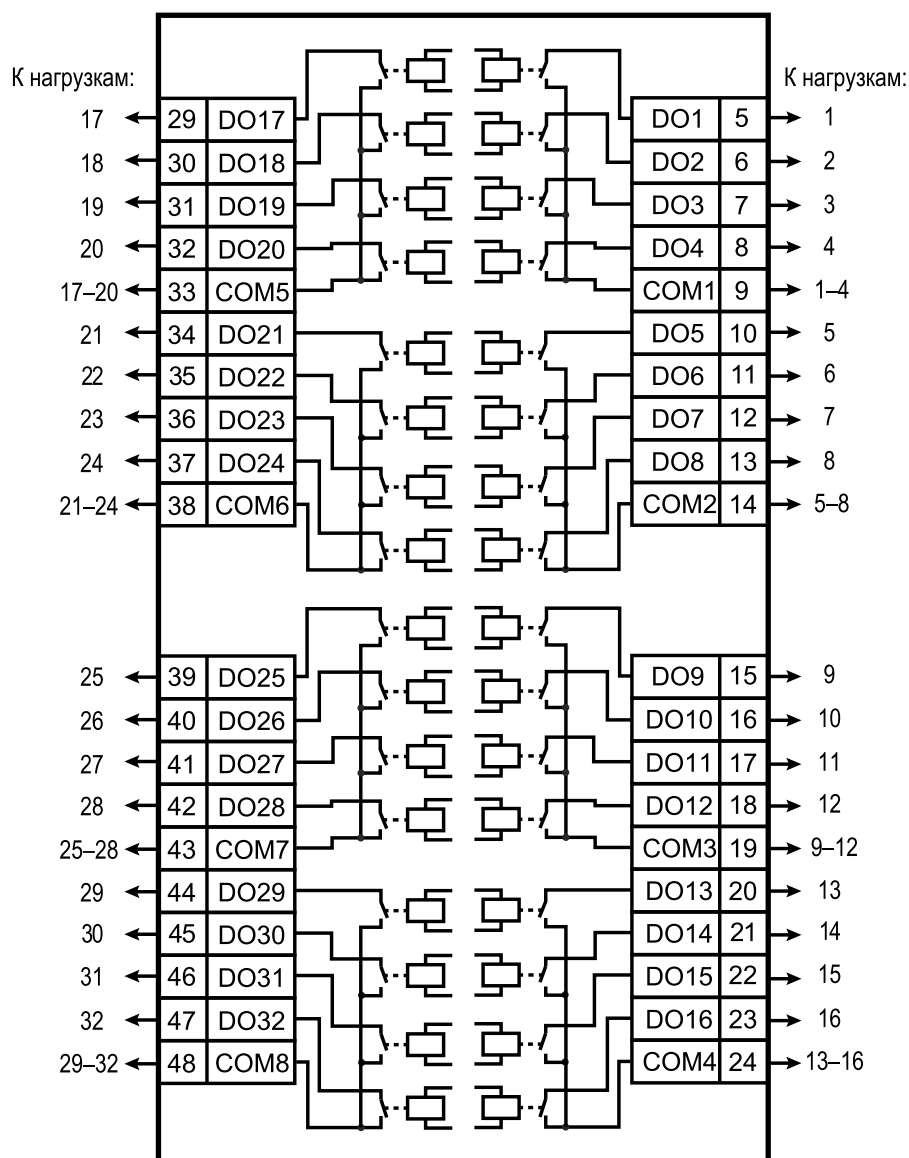 К нагрузкам:
17 29 DO17
18 30 DO18
19 31 DO19
20 32 DO20
17–20 33 COM5
21 34 DO21
22 35 DO22
23 36 DO23
24 37 DO24
21–24 38 COM6
25 39 DO25
26 40 DO26
27 41 DO27
28 42 DO28
25–28 43 COM7
29 44 DO29
30 45 DO30
31 46 DO31
32 47 DO32
29–32 48 COM8
К нагрузкам:
DO1 5 1
DO2 6 2
DO3 7 3
DO4 8 4
COM1 9 1–4
DO5 10 5
DO6 11 6
DO7 12 7
DO8 13 8
COM2 14 5–8
DO9 15 9
DO10 16 10
DO11 17 11
DO12 18 12
COM3 19 9–12
DO13 20 13
DO14 21 14
DO15 22 15
DO16 23 16
COM4 24 13–16